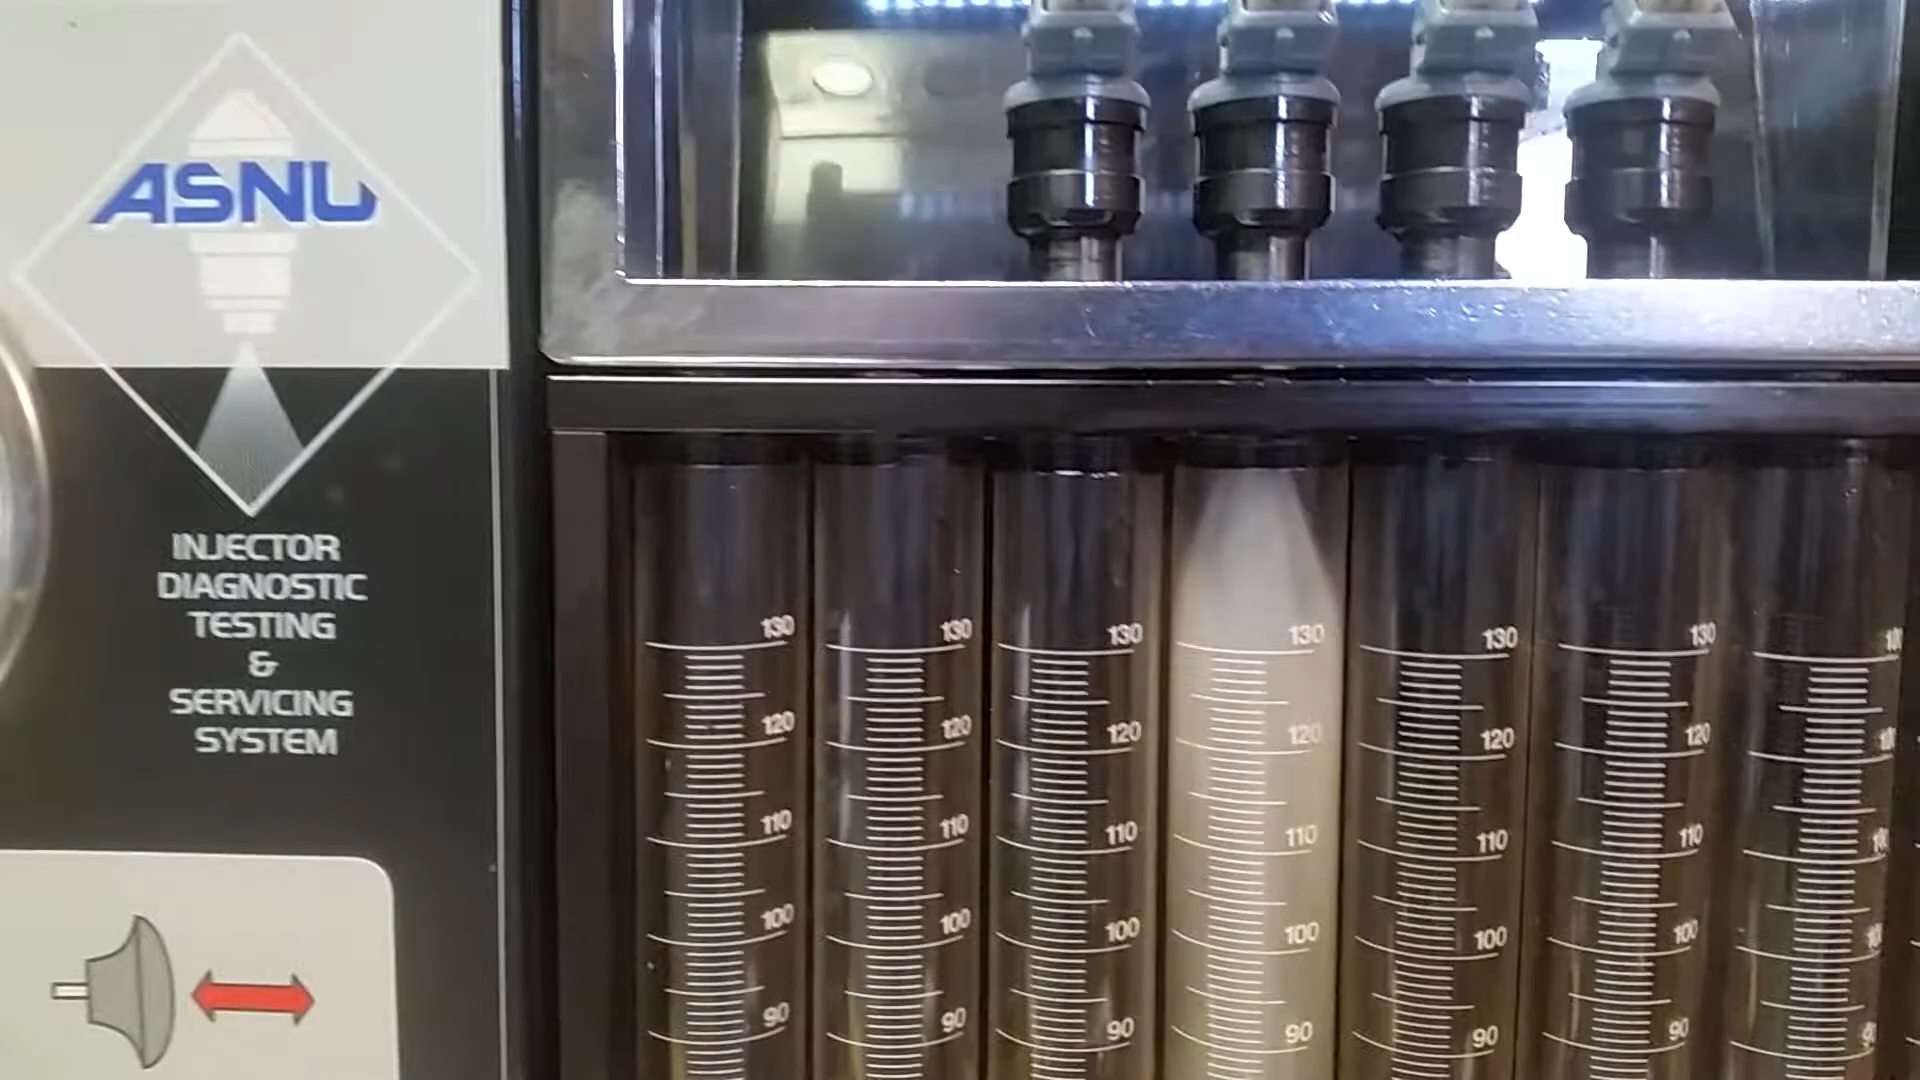 ASNU
INJECTOR
DIAGNOSTIC
TESTING
&
SERVICING
SYSTEM
130 130 130 130 130 130
120 120 120 120 120 120
110 110 110 110 110 110
100 100 100 100 100 100
90 90 90 90 90 90